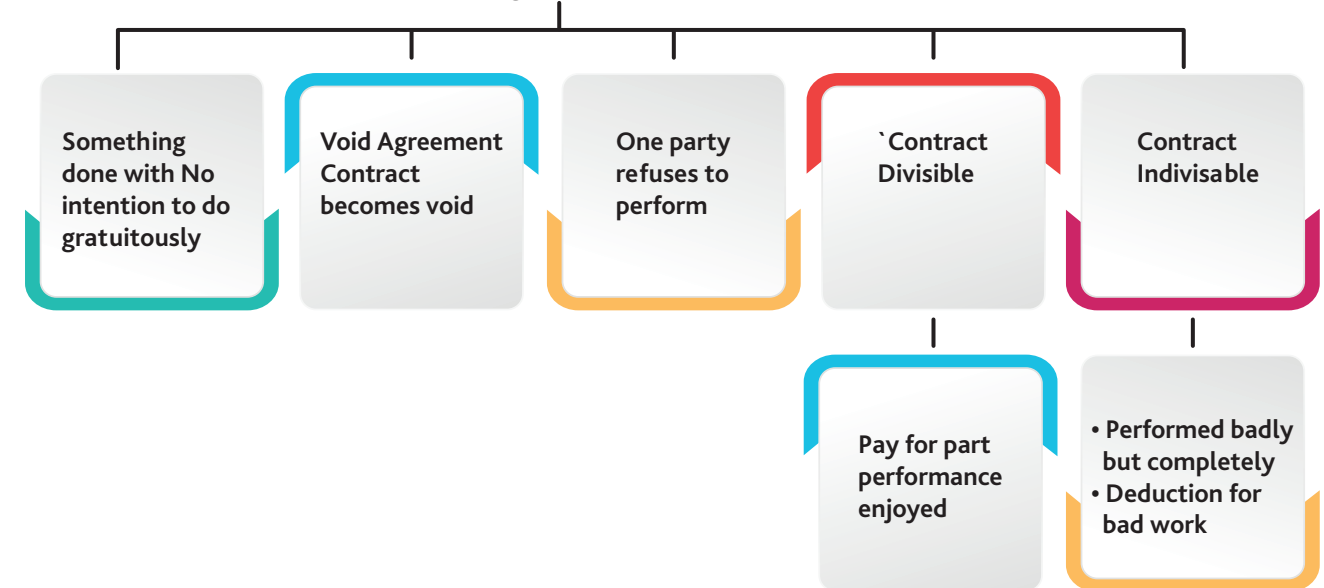 Something
done with No
intention to do
gratuitously
Void Agreement
Contract
becomes void
One party
refuses to
perform
`Contract
Divisible
Contract
Indivisable
Pay for part
performance
enjoyed
• Performed badly
but completely
• Deduction for
bad work